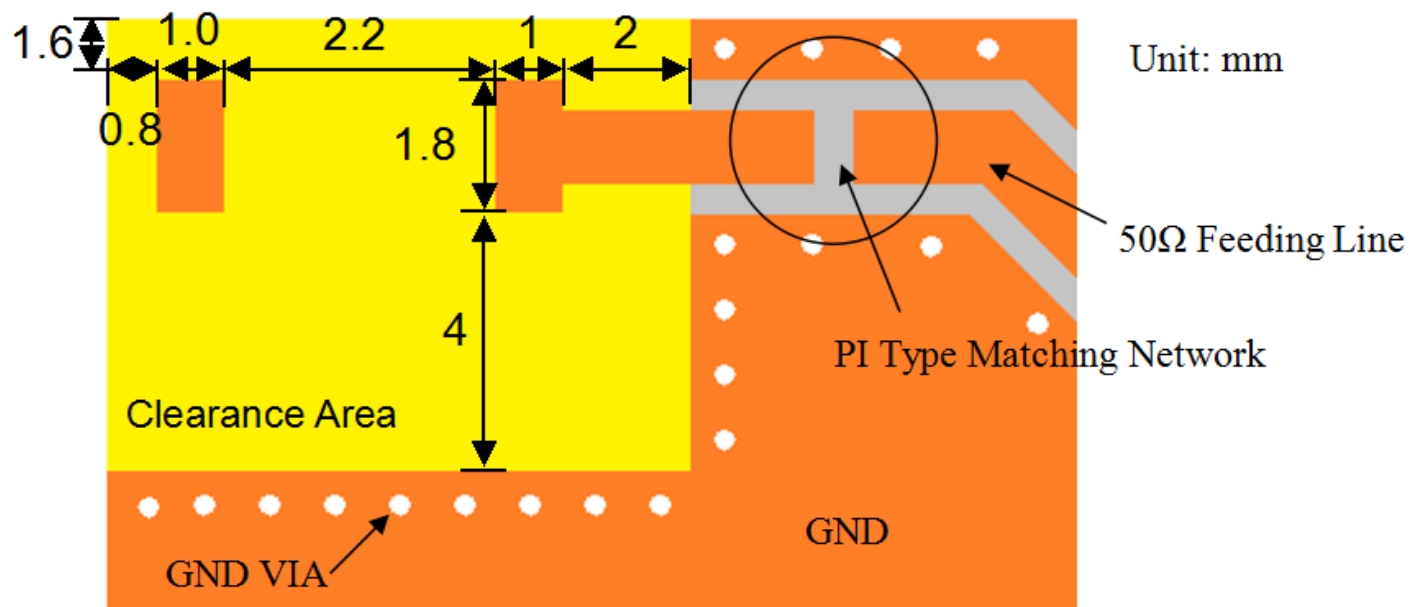 1.6
1.0
2.2
1
2
Unit: mm
0.8
1.8
50Ω Feeding Line
4
PI Type Matching Network
Clearance Area
GND
GND VIA